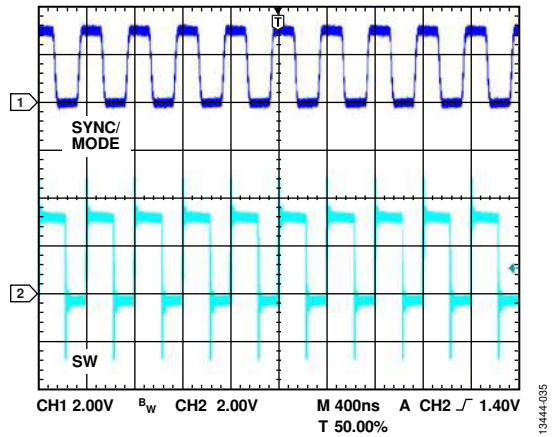 T
1
SYNC/
MODE
2
SW
CH1 2.00V BW CH2 2.00V M 400ns A CH2 1.40V
T 50.00%
13444-035